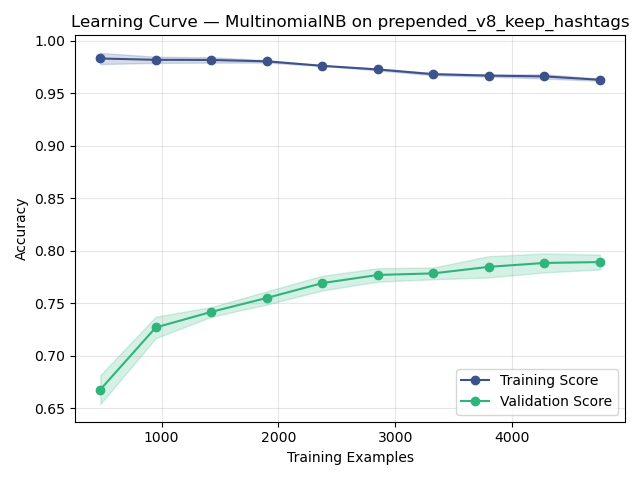 Learning Curve — MultinomialNB on prepended_v8_keep_hashtags
1.00
0.95
0.90
0.85
0.80
0.75
0.70
0.65
Accuracy
Training Score
Validation Score
1000 2000 3000 4000
Training Examples